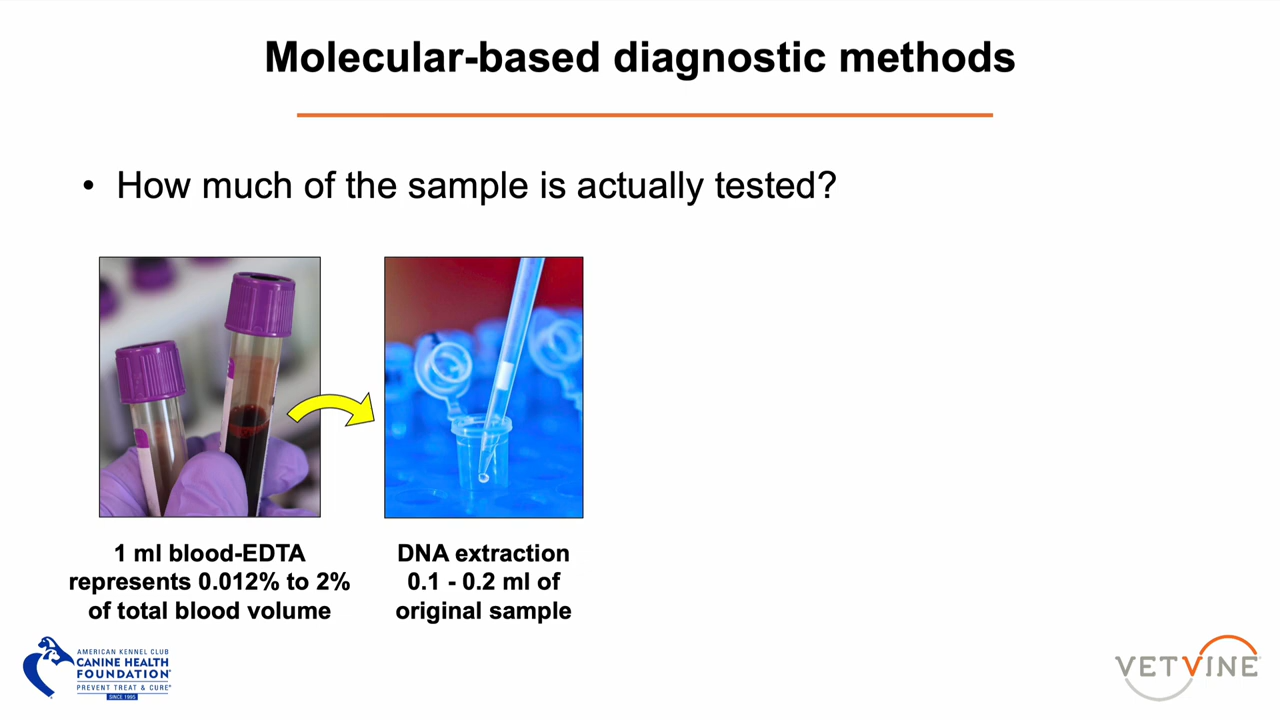 Molecular-based diagnostic methods
• How much of the sample is actually tested?
1 ml blood-EDTA
represents 0.012% to 2%
of total blood volume
DNA extraction
0.1 - 0.2 ml of
original sample
AMERICAN KENNEL CLUB
CANINE HEALTH
FOUNDATION®
PREVENT TREAT & CURE®
SINCE 1995
VETVINE®